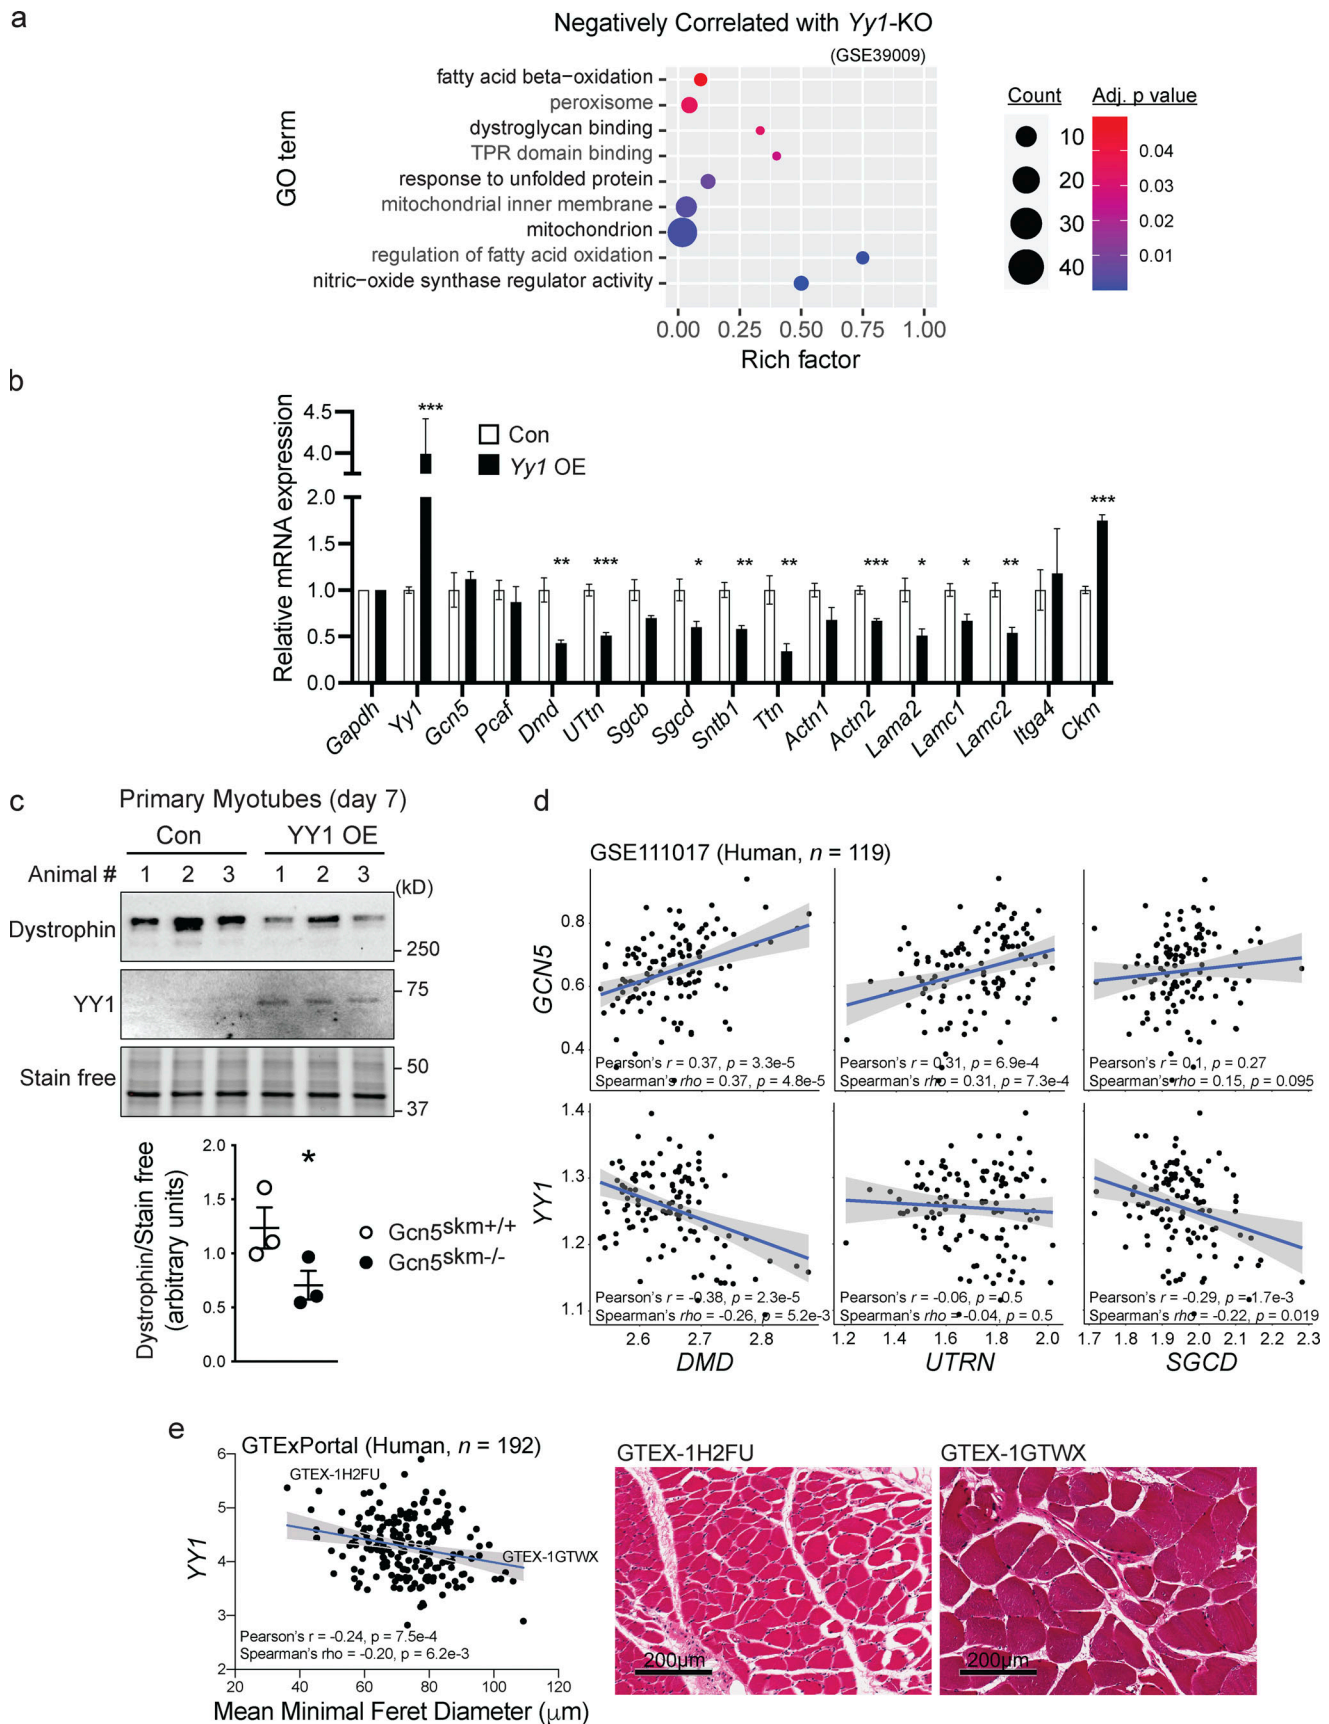 a
Negatively Correlated with Yy1-KO
(GSE39009)
GO term
fatty acid beta−oxidation
peroxisome
dystroglycan binding
TPR domain binding
response to unfolded protein
mitochondrial inner membrane
mitochondrion
regulation of fatty acid oxidation
nitric−oxide synthase regulator activity
0.00 0.25 0.50 0.75 1.00
Rich factor
Count
10
20
30
40
Adj. p value
0.04
0.03
0.02
0.01
b
Relative mRNA expression
4.5
4.0
2.0
1.5
1.0
0.5
0.0
Con
Yy1 OE
*** ** *** * ** ** *** * * ** ***
Gapdh Yy1 Gcn5 Pcaf Dmd UTtn Sgcb Sgcd Sntb1 Ttn Actn1 Actn2 Lama2 Lamc1 Lamc2 Itga4 Ckm
c
Primary Myotubes (day 7)
Con YY1 OE
Animal # 1 2 3 1 2 3 (kD)
Dystrophin
250
YY1
75
Stain free
50
37
Dystrophin/Stain free
(arbitrary units)
2.0
1.5
1.0
0.5
0.0
*
Gcn5skm+/+
Gcn5skm-/-
d
GSE111017 (Human, n = 119)
GCN5
0.8
0.6
0.4
Pearson's r = 0.37, p = 3.3e-5
Spearman's rho = 0.37, p = 4.8e-5
Pearson's r = 0.31, p = 6.9e-4
Spearman's rho = 0.31, p = 7.3e-4
Pearson's r = 0.1, p = 0.27
Spearman's rho = 0.15, p = 0.095
YY1
1.4
1.3
1.2
1.1
Pearson's r = -0.38, p = 2.3e-5
Spearman's rho = -0.26, p = 5.2e-3
Pearson's r = -0.06, p = 0.5
Spearman's rho = -0.04, p = 0.5
Pearson's r = -0.29, p = 1.7e-3
Spearman's rho = -0.22, p = 0.019
2.6 2.7 2.8
1.2 1.4 1.6 1.8 2.0
1.7 1.8 1.9 2.0 2.1 2.2 2.3
DMD
UTRN
SGCD
e
GTExPortal (Human, n = 192)
YY1
6
5
4
3
2
GTEX-1H2FU
GTEX-1GTWX
Pearson's r = -0.24, p = 7.5e-4
Spearman's rho = -0.20, p = 6.2e-3
20 40 60 80 100 120
Mean Minimal Feret Diameter (µm)
GTEX-1H2FU
200µm
GTEX-1GTWX
200µm